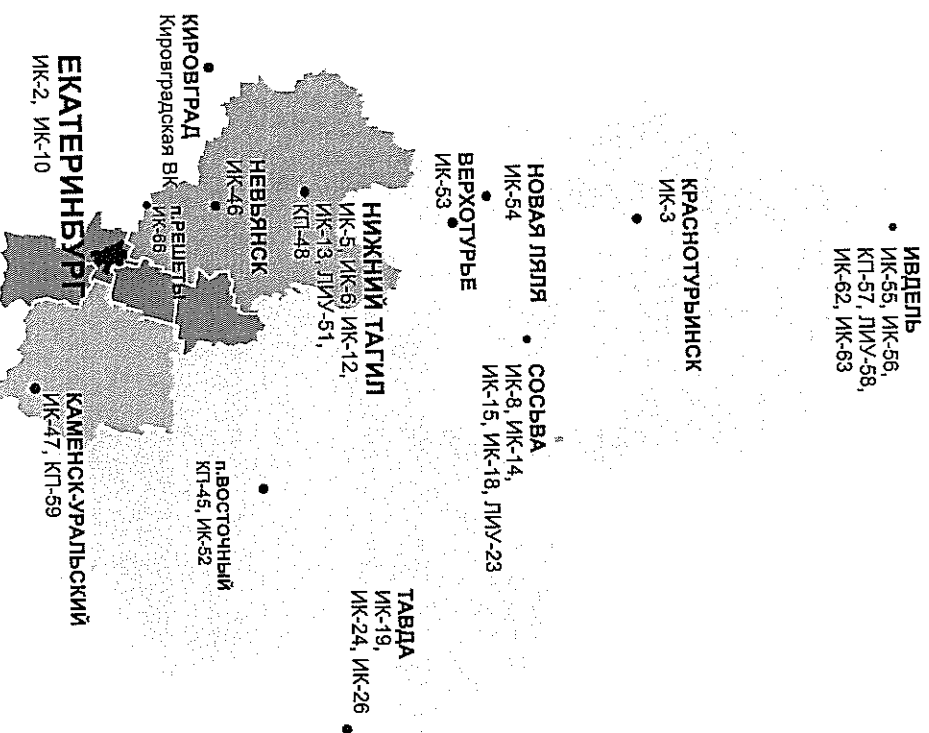 ИВДЕЛЬ
ИК-55, ИК-56,
КП-57, ЛИУ-58,
ИК-62, ИК-63
КРАСНОТУРЬИНСК
ИК-3
НОВАЯ ЛЯЛЯ
ИК-54
СОСЬВА
ИК-8, ИК-14,
ИК-15, ИК-18, ЛИУ-23
ВЕРХОТУРЬЕ
ИК-53
ТАВДА
ИК-19,
ИК-24, ИК-26
НИЖНИЙ ТАГИЛ
ИК-5, ИК-6, ИК-12,
ИК-13, ЛИУ-51,
КП-48
НЕВЬЯНСК
ИК-46
КИРОВГРАД
Кировградская ВК
п.РЕШЕТЫ
ИК-66
п.ВОСТОЧНЫЙ
КП-45, ИК-52
ЕКАТЕРИНБУРГ
ИК-2, ИК-10
КАМЕНСК-УРАЛЬСКИЙ
ИК-47, КП-59